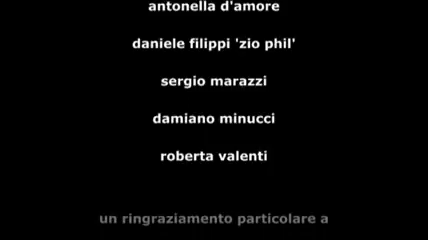 antonella d'amore
daniele filippi 'zio phil'
sergio marazzi
damiano minucci
roberta valenti
un ringraziamento particolare a